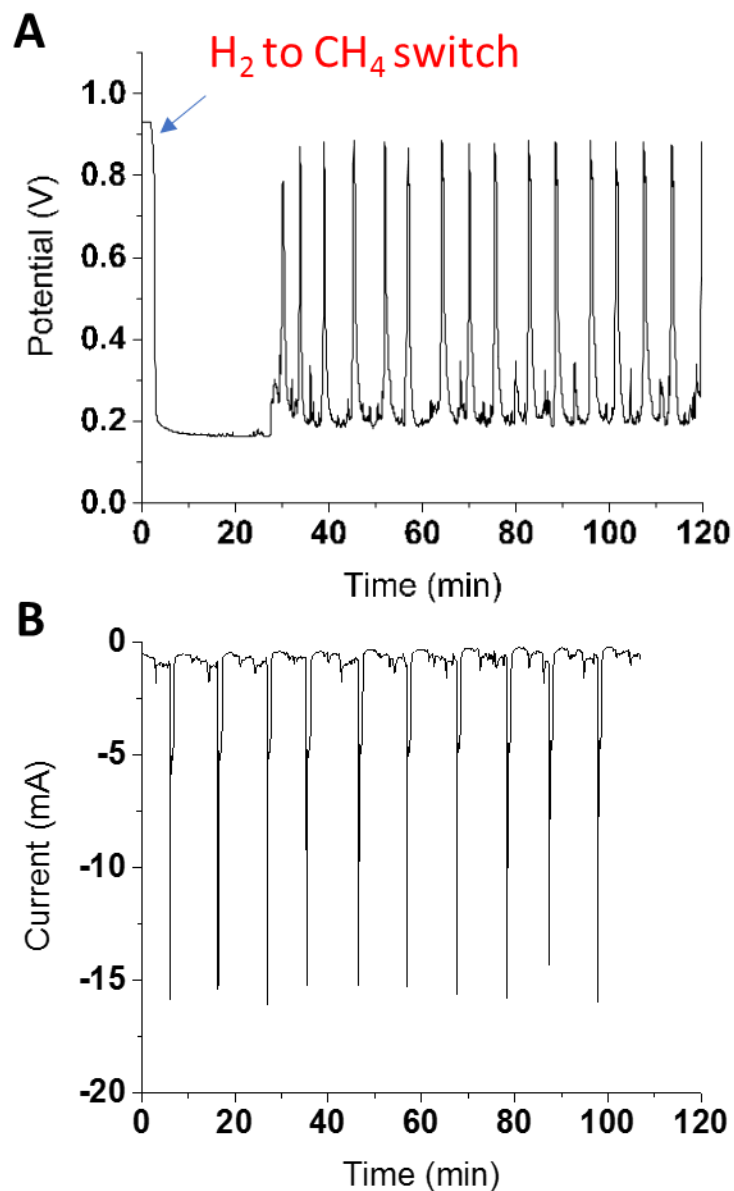 A
H₂ to CH₄ switch
1.0
0.8
0.6
0.4
0.2
0.0
Potential (V)
0 20 40 60 80 100 120
Time (min)
B
0
-5
-10
-15
-20
Current (mA)
0 20 40 60 80 100 120
Time (min)